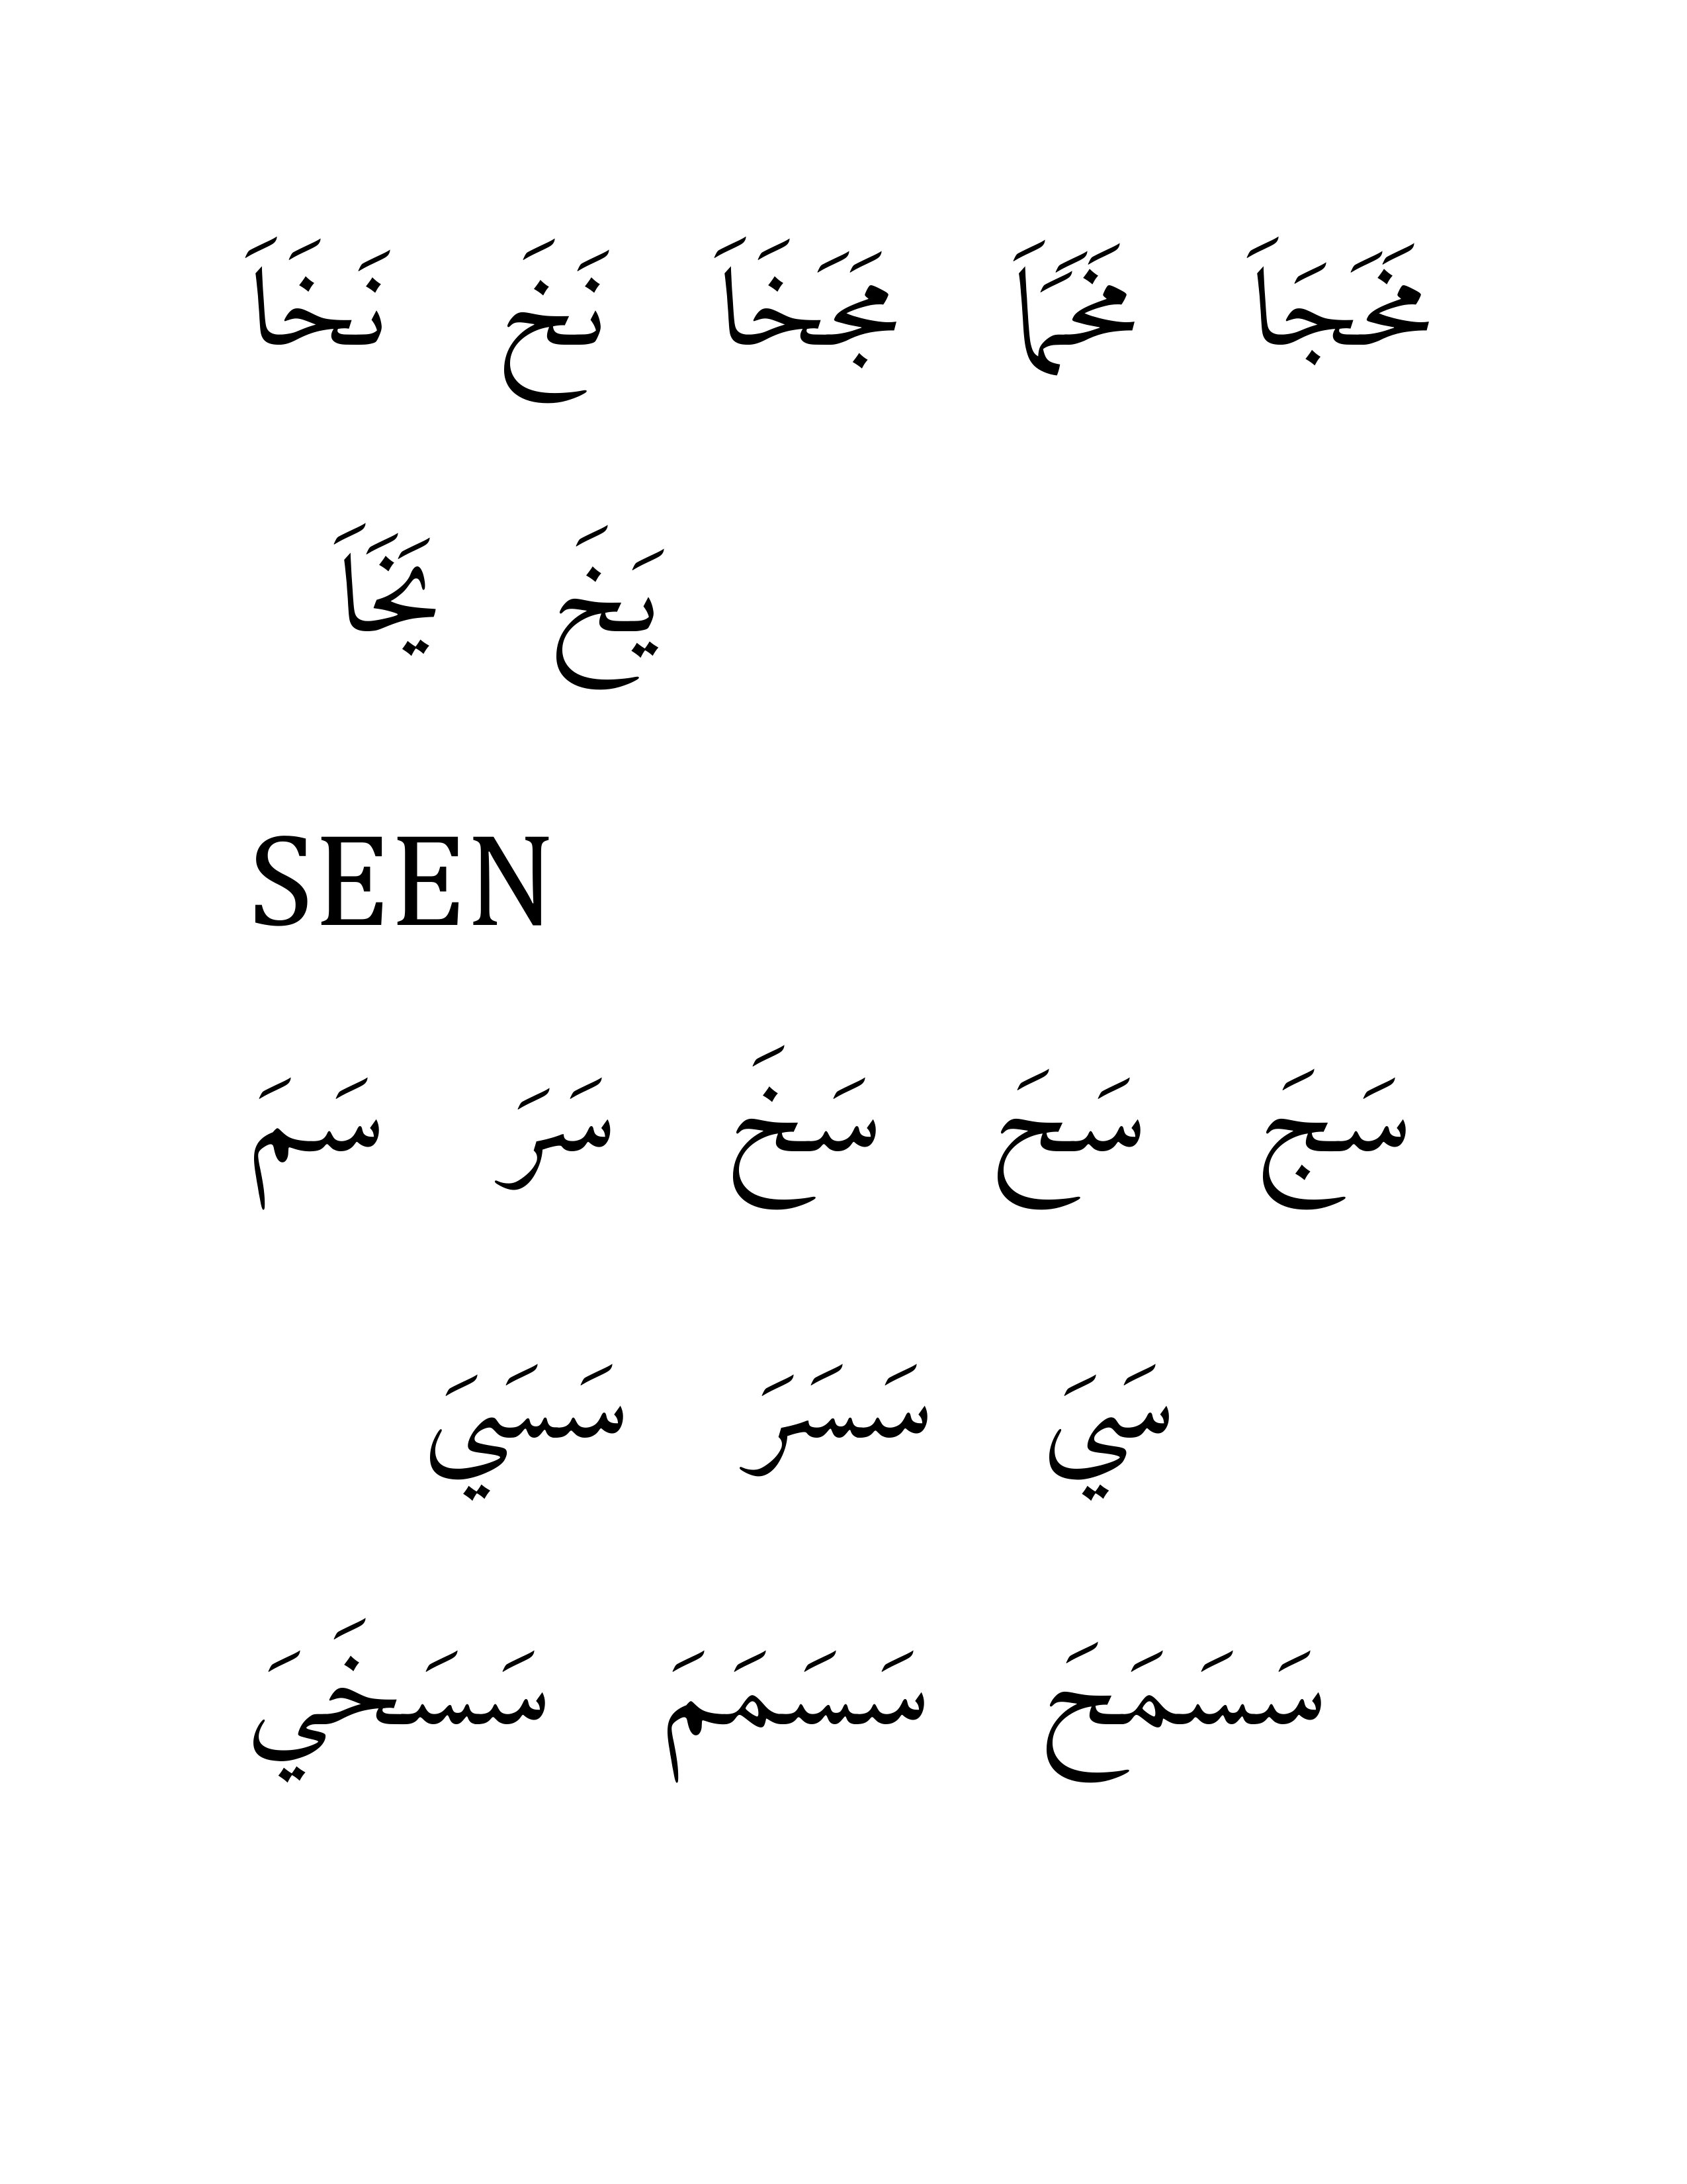 مَخَجَاَ مَخَمَاَ مَجَخَاَ نَخَ نَخَاَ
يَخَ يَخَاَ
SEEN
سَجَ سَحَ سَخَ سَرَ سَمَ
سَيَ سَسَرَ سَسَيَ
سَسَمَحَ سَسَمَمَ سَسَخَيَ